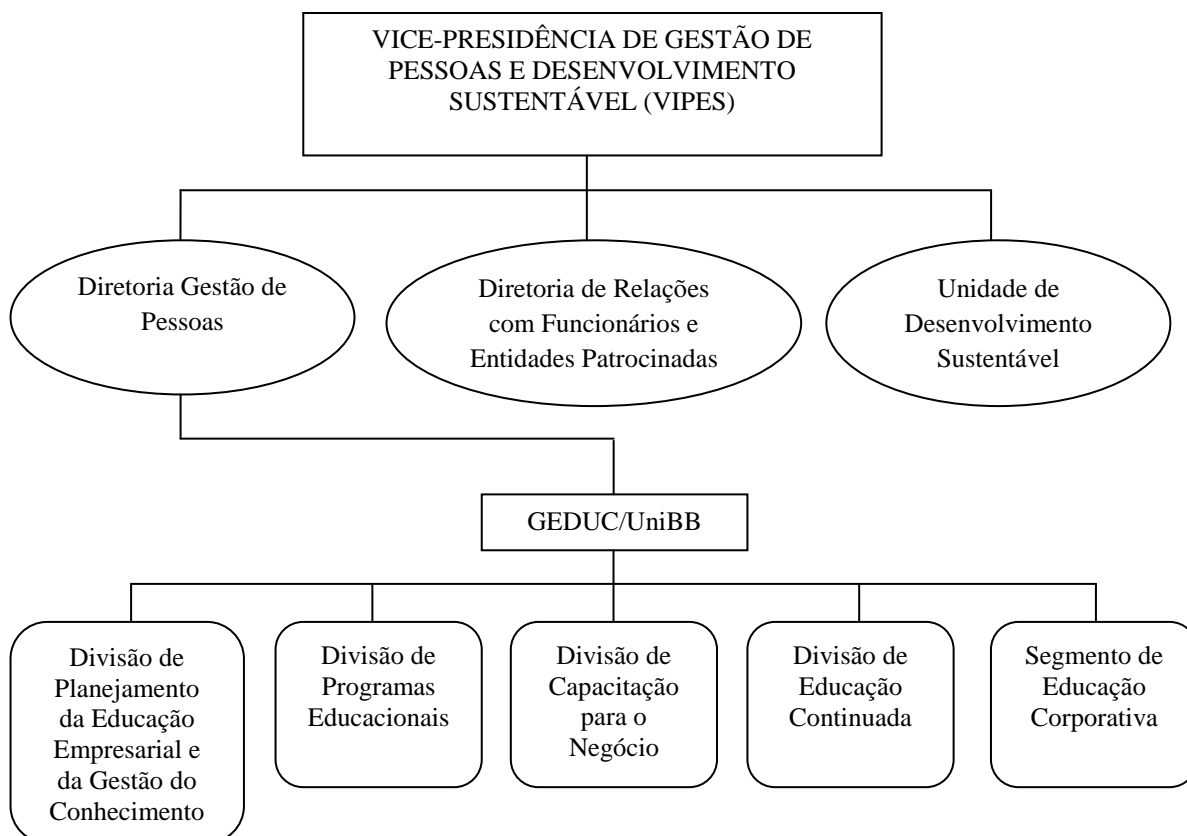 VICE-PRESIDÊNCIA DE GESTÃO DE
PESSOAS E DESENVOLVIMENTO
SUSTENTÁVEL (VIPES)
Diretoria Gestão de
Pessoas
Diretoria de Relações
com Funcionários e
Entidades Patrocinadas
Unidade de
Desenvolvimento
Sustentável
GEDUC/UniBB
Divisão de
Planejamento
da Educação
Empresarial e
da Gestão do
Conhecimento
Divisão de
Programas
Educacionais
Divisão de
Capacitação
para o
Negócio
Divisão de
Educação
Continuada
Segmento de
Educação
Corporativa